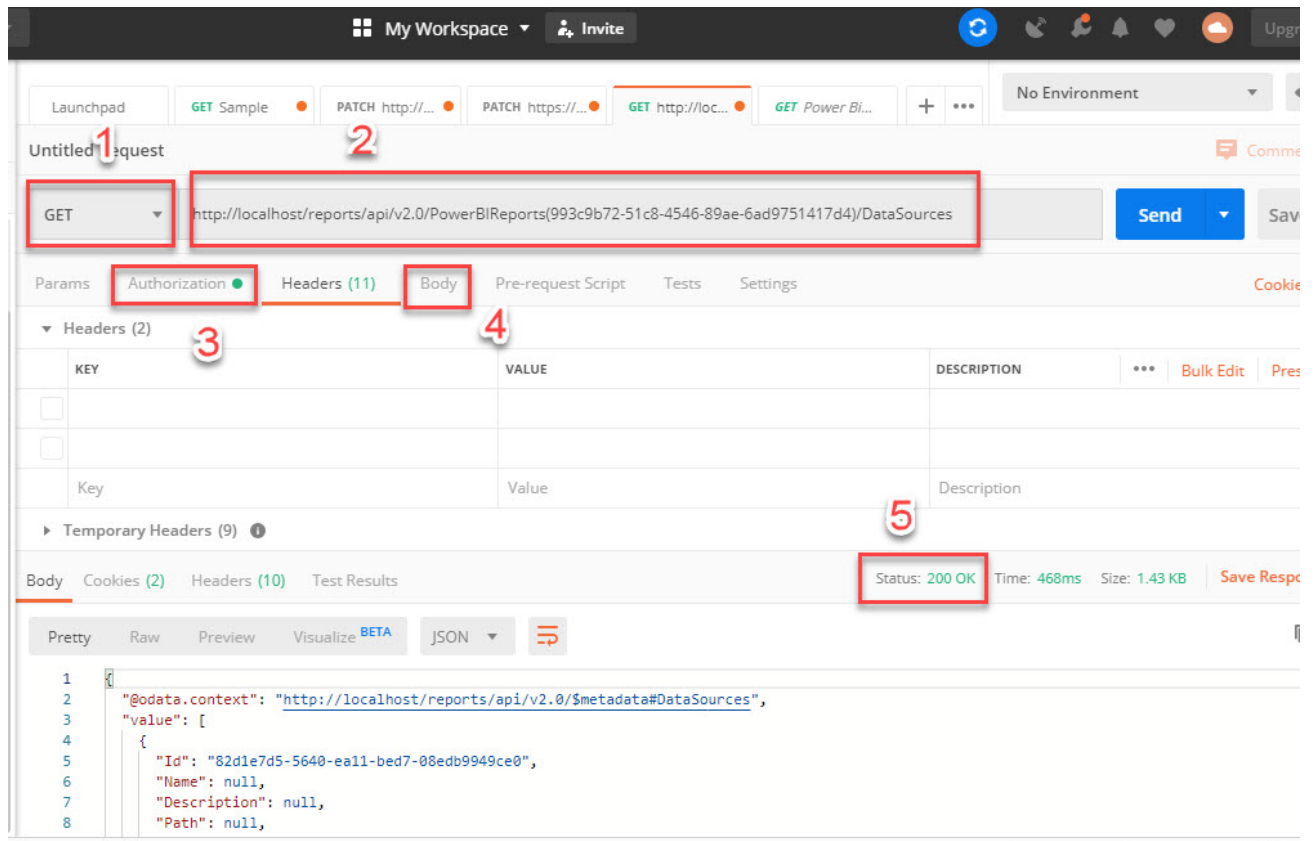 My Workspace Invite Upgr
Launchpad GET Sample PATCH http://... PATCH https://... GET http://loc... GET Power Bi... + ••• No Environment
1 2
Untitled Request Comme
GET http://localhost/reports/api/v2.0/PowerBIReports(993c9b72-51c8-4546-89ae-6ad9751417d4)/DataSources Send Save
Params Authorization Headers (11) Body Pre-request Script Tests Settings Cookie
3 4
Headers (2)
KEY VALUE DESCRIPTION ••• Bulk Edit Pres
Key Value Description
5
Temporary Headers (9)
Body Cookies (2) Headers (10) Test Results Status: 200 OK Time: 468ms Size: 1.43 KB Save Respo
Pretty Raw Preview Visualize BETA JSON
1 {
2 "@odata.context": "http://localhost/reports/api/v2.0/$metadata#DataSources",
3 "value": [
4 {
5 "Id": "82d1e7d5-5640-ea11-bed7-08edb9949ce0",
6 "Name": null,
7 "Description": null,
8 "Path": null,